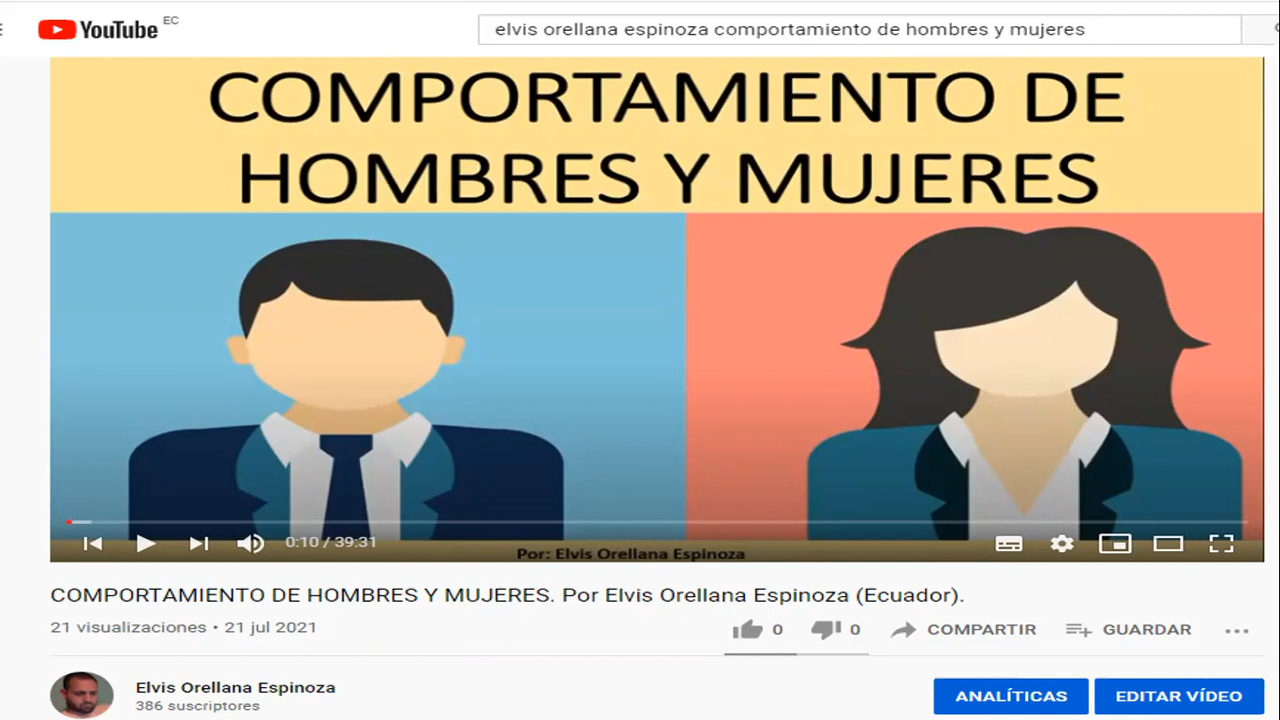 YouTube EC
elvis orellana espinoza comportamiento de hombres y mujeres
COMPORTAMIENTO DE
HOMBRES Y MUJERES
0:10 / 39:31
Por: Elvis Orellana Espinoza
COMPORTAMIENTO DE HOMBRES Y MUJERES. Por Elvis Orellana Espinoza (Ecuador).
21 visualizaciones • 21 jul 2021
0 0 COMPARTIR GUARDAR
Elvis Orellana Espinoza
386 suscriptores
ANALÍTICAS EDITAR VÍDEO